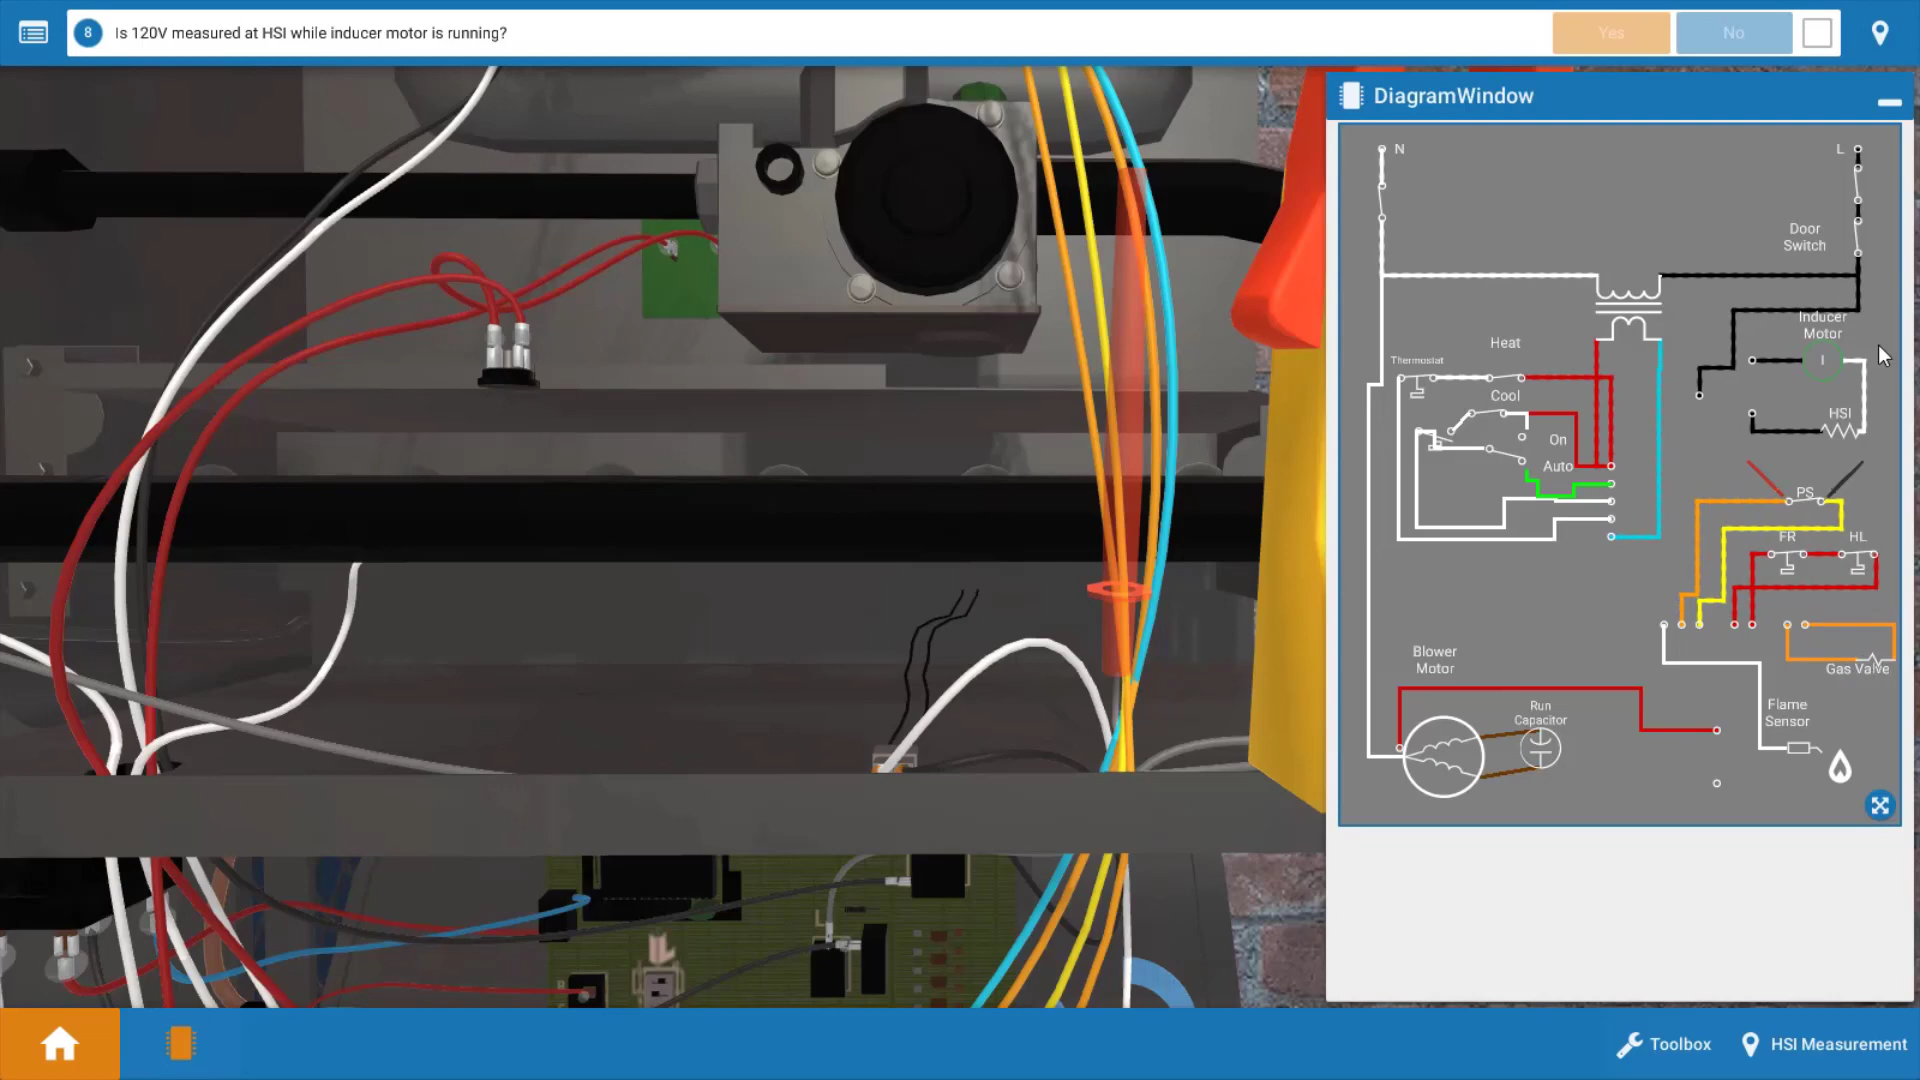 8 Is 120V measured at HSI while inducer motor is running?
Yes
No
DiagramWindow
N
L
Door
Switch
Inducer
Motor
I
Heat
Thermostat
Cool
HSI
On
Auto
PS
FR
HL
Blower
Motor
Gas Valve
Run
Capacitor
Flame
Sensor
Toolbox
HSI Measurement